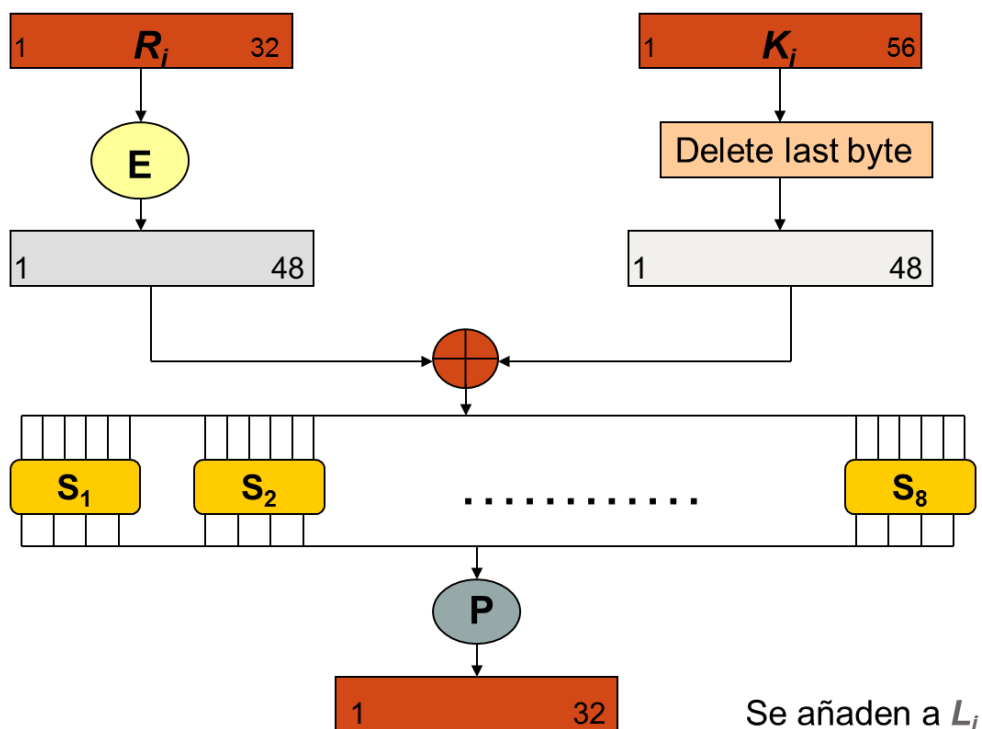 1 Rᵢ 32
1 Kᵢ 56
E
Delete last byte
1 48
1 48
S₁
S₂
............
S₈
P
1 32
Se añaden a Lᵢ